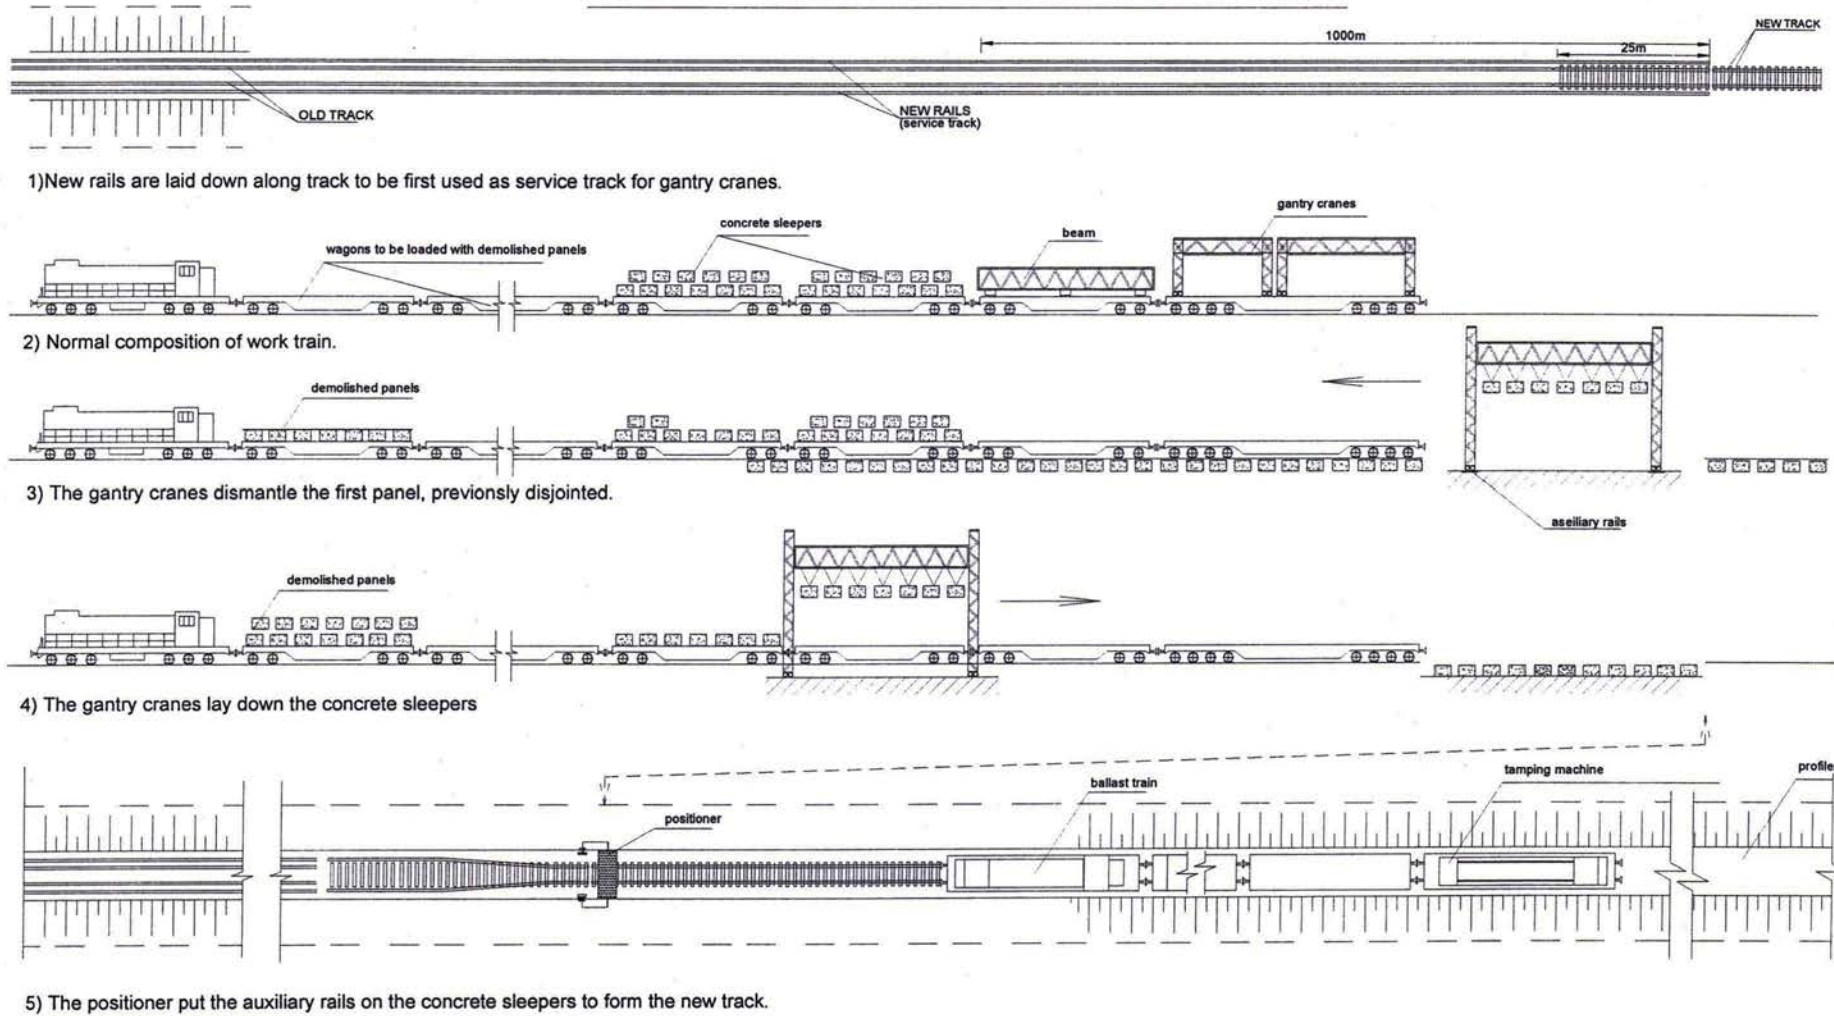 NEW TRACK
1000m
25m
OLD TRACK
NEW RAILS
(service track)
1)New rails are laid down along track to be first used as service track for gantry cranes.
gantry cranes
concrete sleepers
beam
wagons to be loaded with demolished panels
2) Normal composition of work train.
demolished panels
3) The gantry cranes dismantle the first panel, previonsly disjointed.
aseiliary rails
demolished panels
4) The gantry cranes lay down the concrete sleepers
ballast train
tamping machine
profile
positioner
5) The positioner put the auxiliary rails on the concrete sleepers to form the new track.